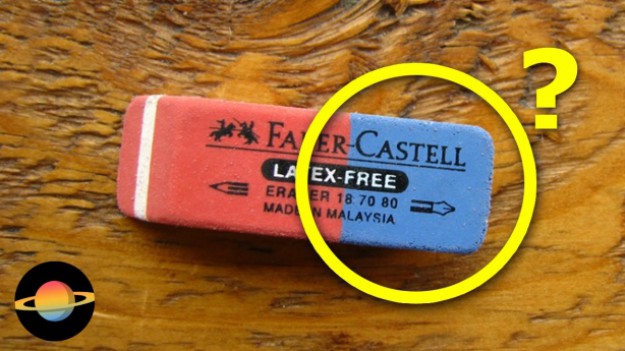 ?
FABER-CASTELL
LATEX-FREE
ERASER 18 70 80
MADE IN MALAYSIA